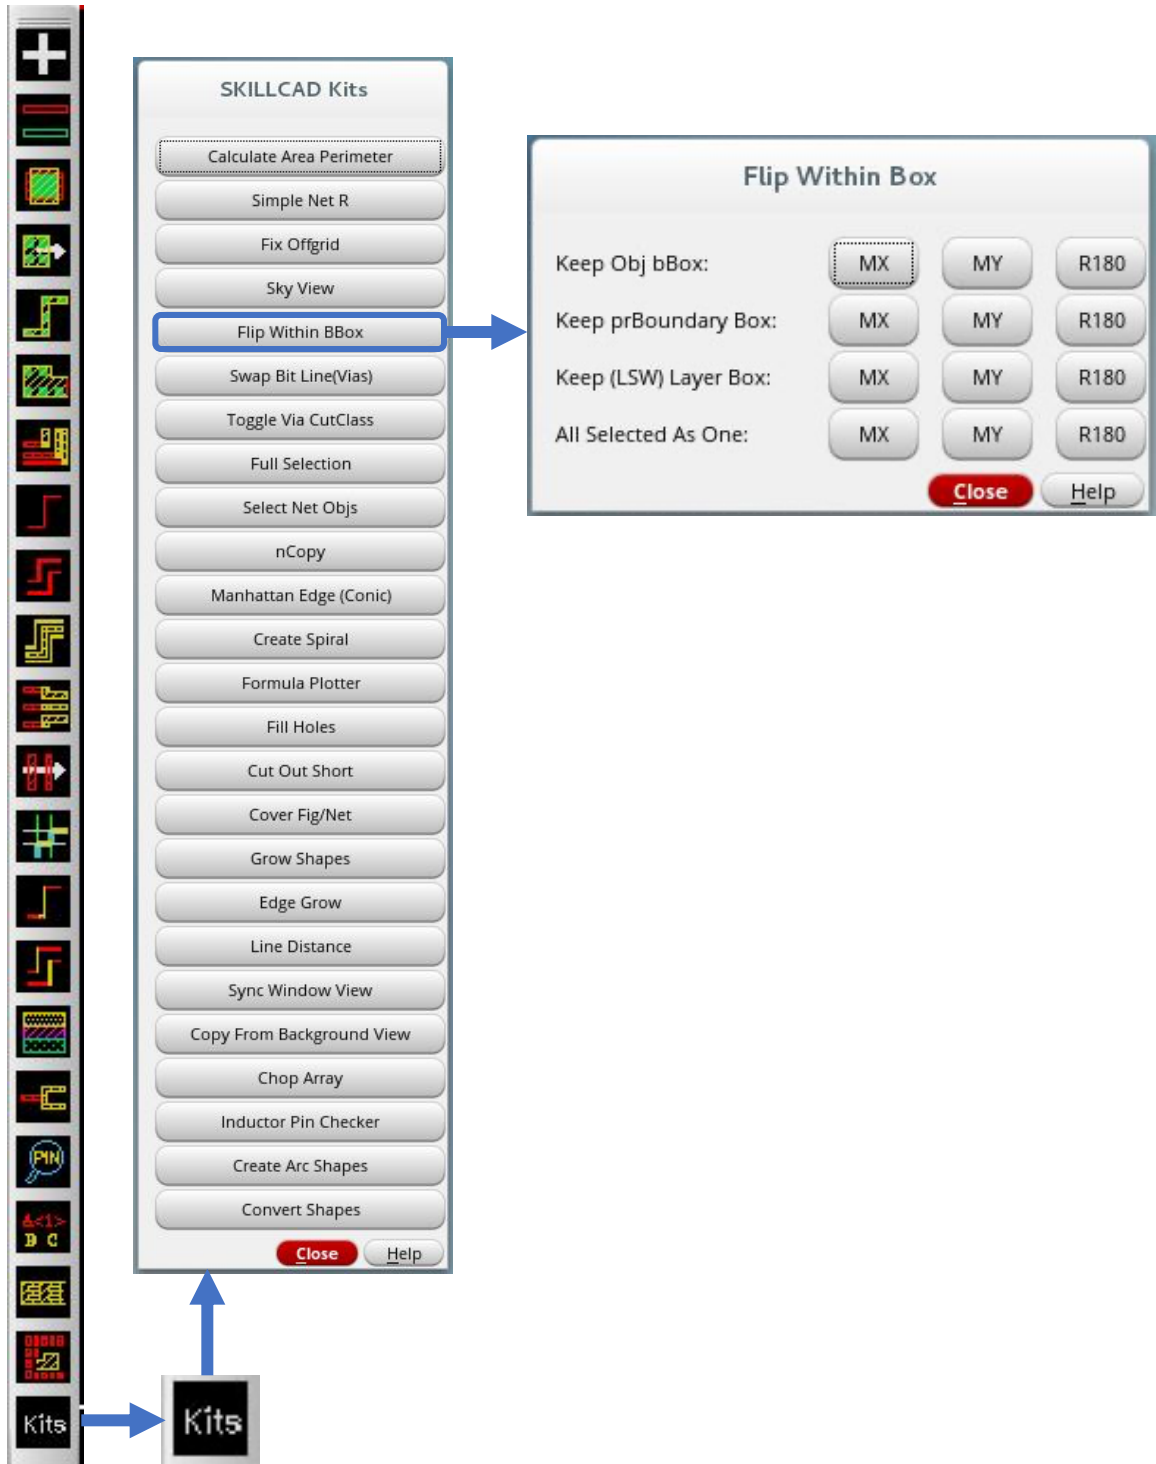 PIN
A<1>
B C
Kits
Kits
SKILLCAD Kits
Calculate Area Perimeter
Simple Net R
Fix Offgrid
Sky View
Flip Within BBox
Swap Bit Line(Vias)
Toggle Via CutClass
Full Selection
Select Net Objs
nCopy
Manhattan Edge (Conic)
Create Spiral
Formula Plotter
Fill Holes
Cut Out Short
Cover Fig/Net
Grow Shapes
Edge Grow
Line Distance
Sync Window View
Copy From Background View
Chop Array
Inductor Pin Checker
Create Arc Shapes
Convert Shapes
Close Help
Flip Within Box
Keep Obj bBox: MX MY R180
Keep prBoundary Box: MX MY R180
Keep (LSW) Layer Box: MX MY R180
All Selected As One: MX MY R180
Close Help